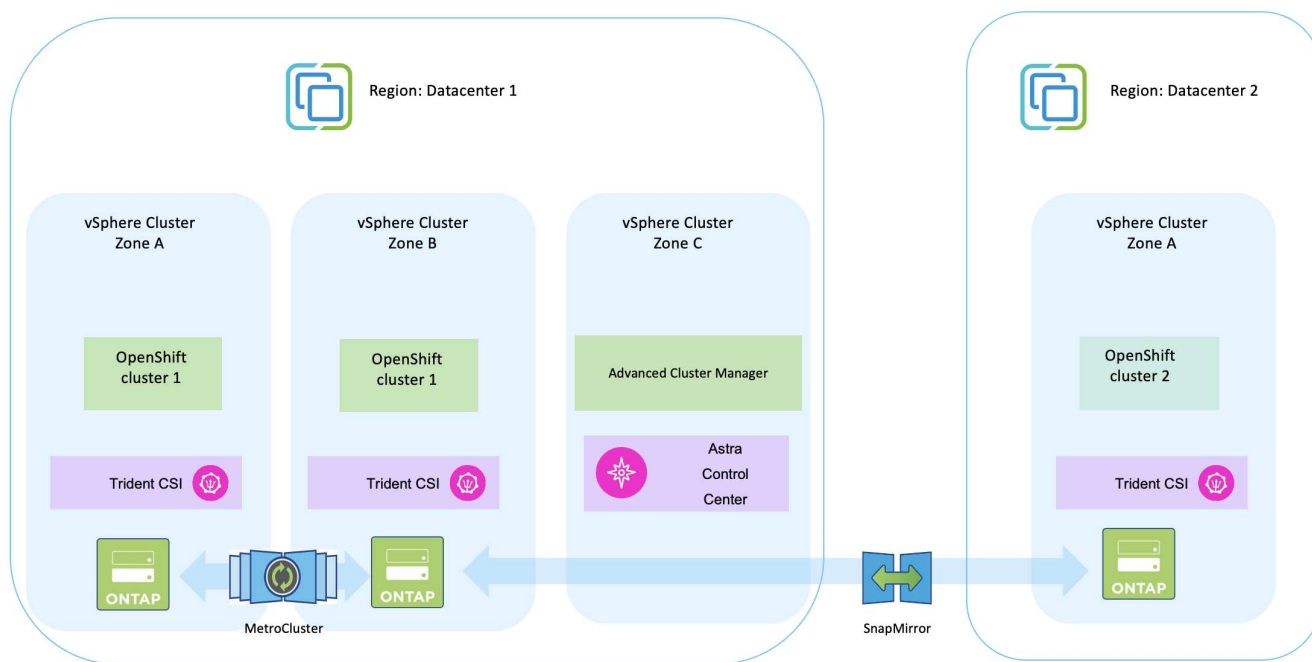 Region: Datacenter 1
Region: Datacenter 2
vSphere Cluster
Zone A
vSphere Cluster
Zone B
vSphere Cluster
Zone C
vSphere Cluster
Zone A
OpenShift
cluster 1
OpenShift
cluster 1
Advanced Cluster Manager
OpenShift
cluster 2
Trident CSI
Trident CSI
Astra
Control
Center
Trident CSI
ONTAP
ONTAP
ONTAP
MetroCluster
SnapMirror